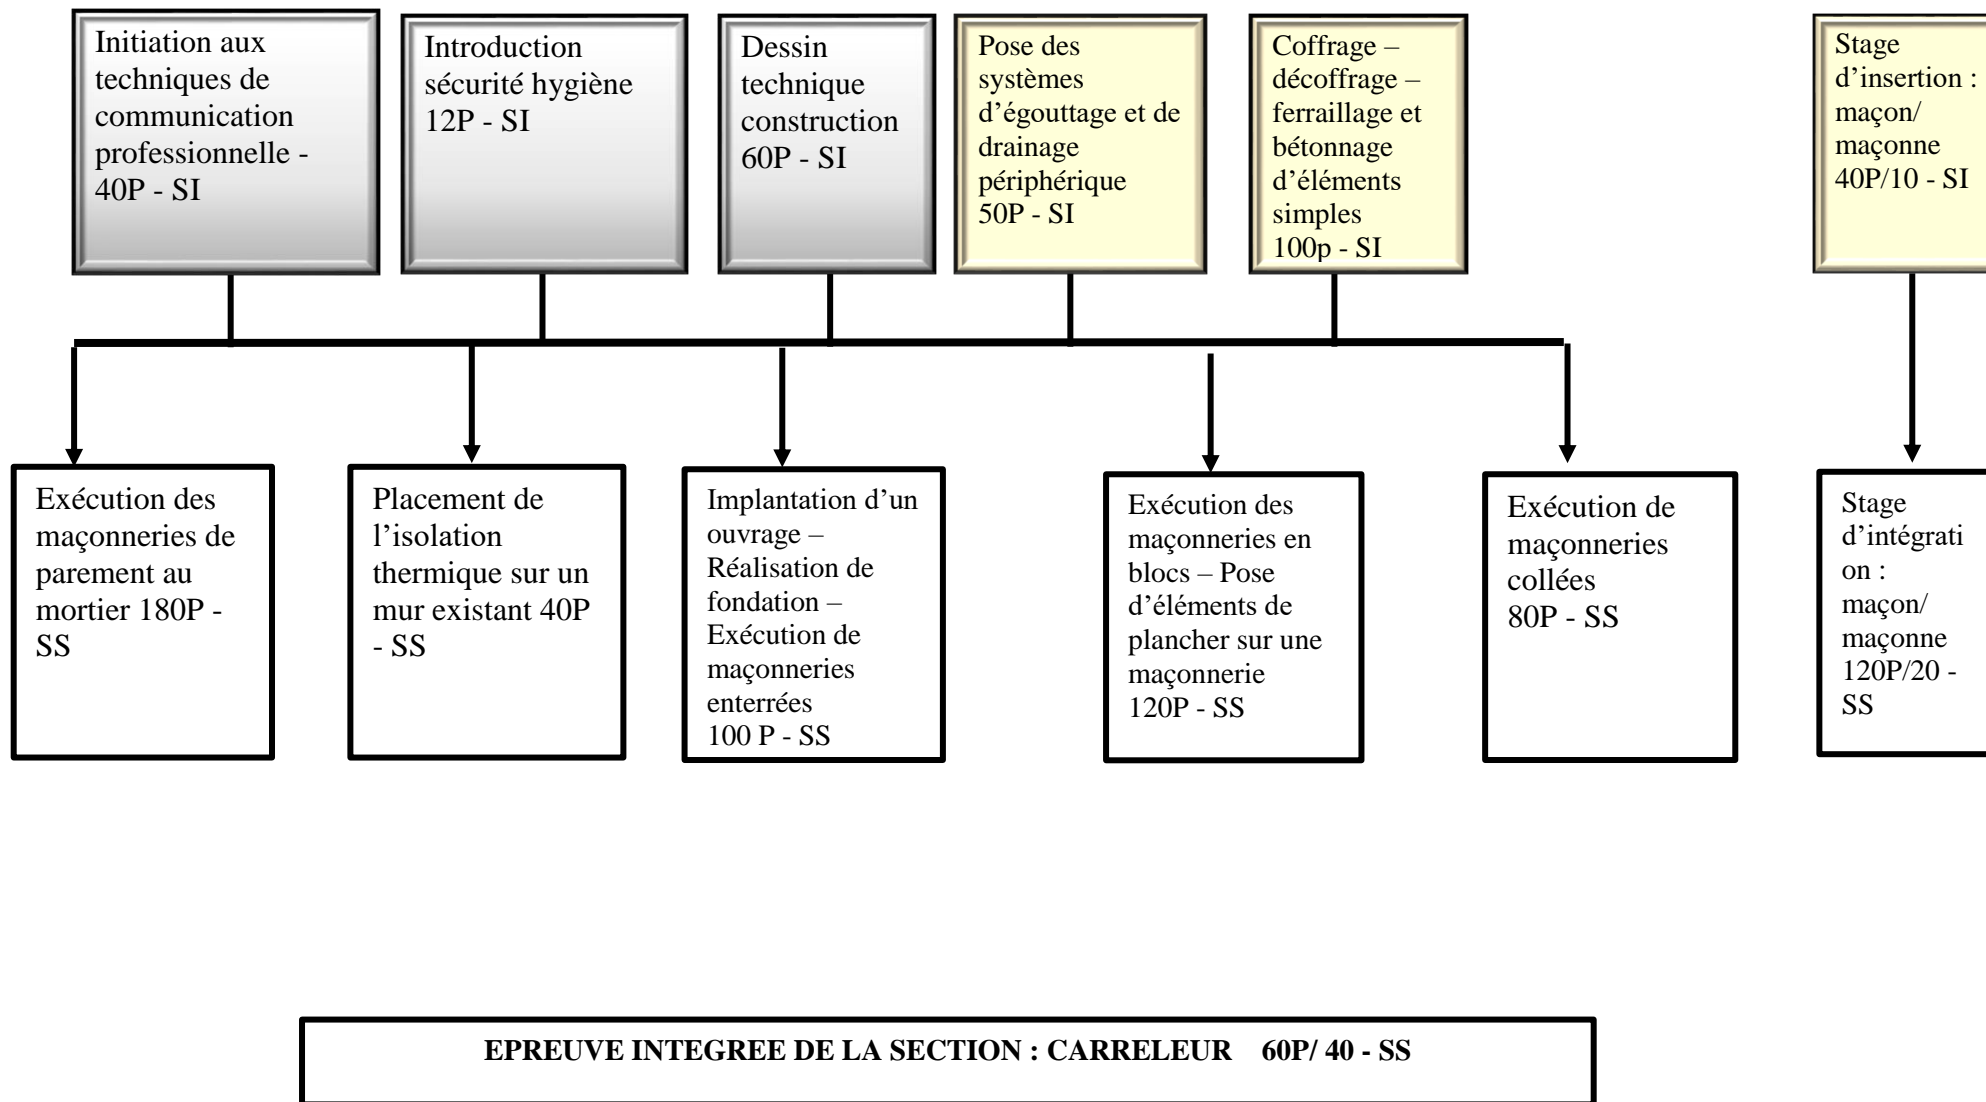 Initiation aux
techniques de
communication
professionnelle -
40P - SI
Introduction
sécurité hygiène
12P - SI
Dessin
technique
construction
60P - SI
Pose des
systèmes
d’égouttage et de
drainage
périphérique
50P - SI
Coffrage –
décoffrage –
ferraillage et
bétonnage
d’éléments
simples
100p - SI
Stage
d’insertion :
maçon/
maçonne
40P/10 - SI
Exécution des
maçonneries de
parement au
mortier 180P -
SS
Placement de
l’isolation
thermique sur un
mur existant 40P
- SS
Implantation d’un
ouvrage –
Réalisation de
fondation –
Exécution de
maçonneries
enterrées
100 P - SS
Exécution des
maçonneries en
blocs – Pose
d’éléments de
plancher sur une
maçonnerie
120P - SS
Exécution de
maçonneries
collées
80P - SS
Stage
d’intégrati
on :
maçon/
maçonne
120P/20 -
SS
EPREUVE INTEGREE DE LA SECTION : CARRELEUR 60P/ 40 - SS